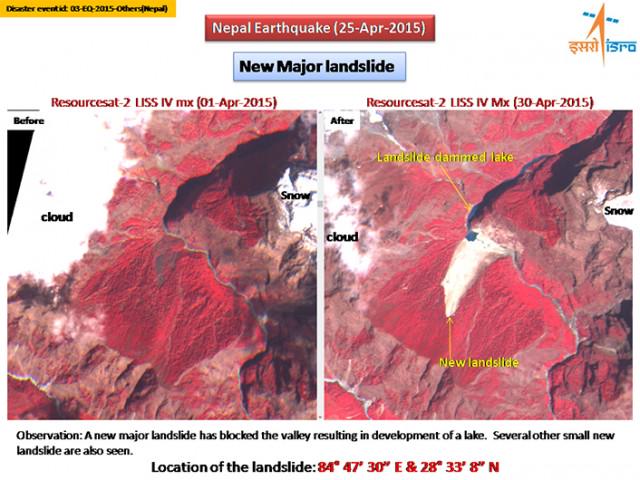 Disaster eventid: 03-EQ-2015-Others(Nepal)
Nepal Earthquake (25-Apr-2015)
इसरो isro
New Major landslide
Resourcesat-2 LISS IV mx (01-Apr-2015)
Resourcesat-2 LISS IV Mx (30-Apr-2015)
Before
After
Landslide dammed lake
Snow
Snow
cloud
cloud
New landslide
Observation: A new major landslide has blocked the valley resulting in development of a lake. Several other small new
landslide are also seen.
Location of the landslide: 84° 47' 30” E & 28° 33' 8” N